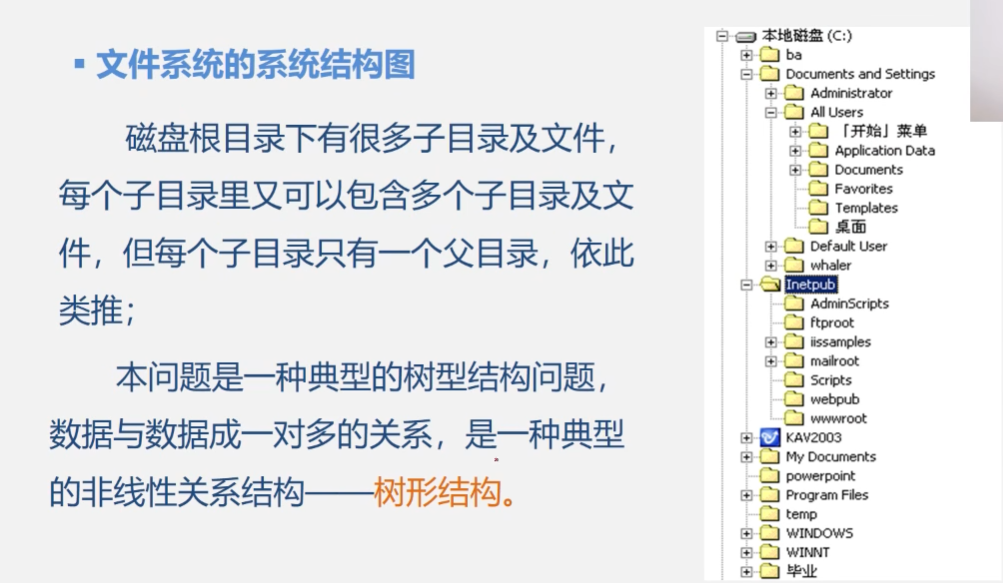 ▪ 文件系统的系统结构图
磁盘根目录下有很多子目录及文件，
每个子目录里又可以包含多个子目录及文
件，但每个子目录只有一个父目录，依此
类推；
本问题是一种典型的树型结构问题，
数据与数据成一对多的关系，是一种典型
的非线性关系结构——树形结构。
本地磁盘 (C:)
ba
Documents and Settings
Administrator
All Users
「开始」菜单
Application Data
Documents
Favorites
Templates
桌面
Default User
whaler
Inetpub
AdminScripts
ftproot
iissamples
mailroot
Scripts
webpub
wwwroot
KAV2003
My Documents
powerpoint
Program Files
temp
WINDOWS
WINNT
毕业